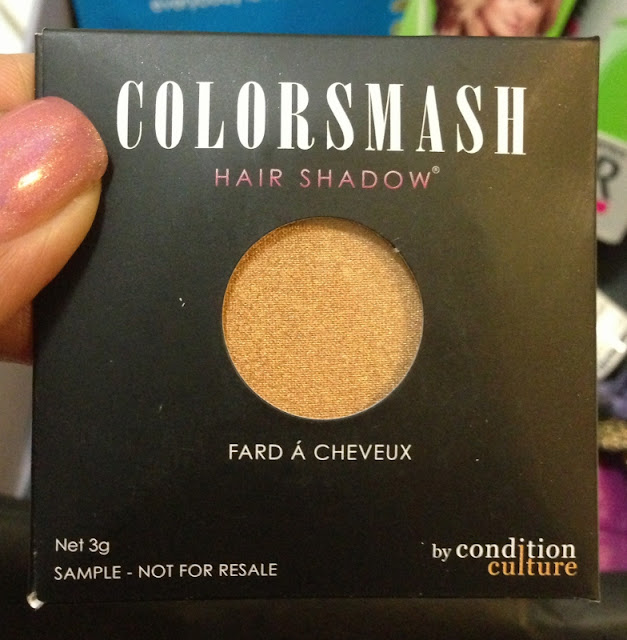 COLORSMASH
HAIR SHADOW®
FARD Á CHEVEUX
Net 3g
SAMPLE - NOT FOR RESALE
by condition
culture
R